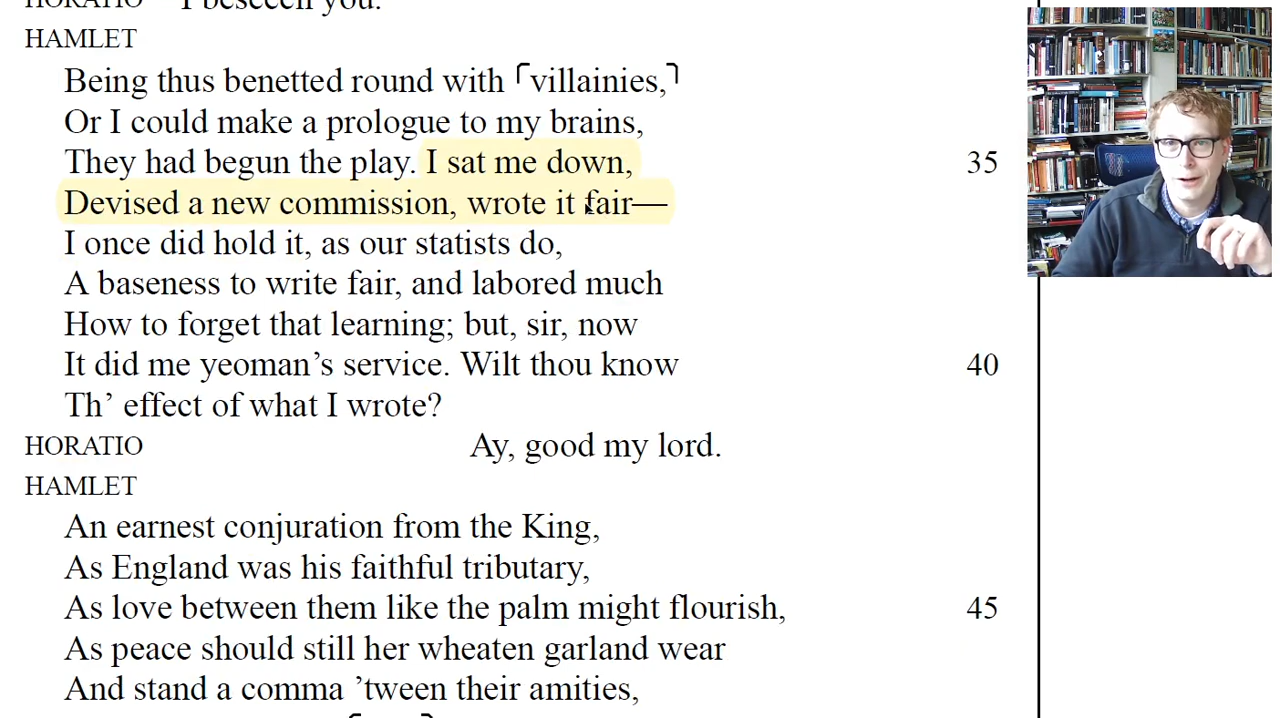 HORATIO I beseech you.
HAMLET
Being thus benetted round with ⌜villainies,⌝
Or I could make a prologue to my brains,
They had begun the play. I sat me down, 35
Devised a new commission, wrote it fair—
I once did hold it, as our statists do,
A baseness to write fair, and labored much
How to forget that learning; but, sir, now
It did me yeoman’s service. Wilt thou know 40
Th’ effect of what I wrote?
HORATIO Ay, good my lord.
HAMLET
An earnest conjuration from the King,
As England was his faithful tributary,
As love between them like the palm might flourish, 45
As peace should still her wheaten garland wear
And stand a comma ’tween their amities,